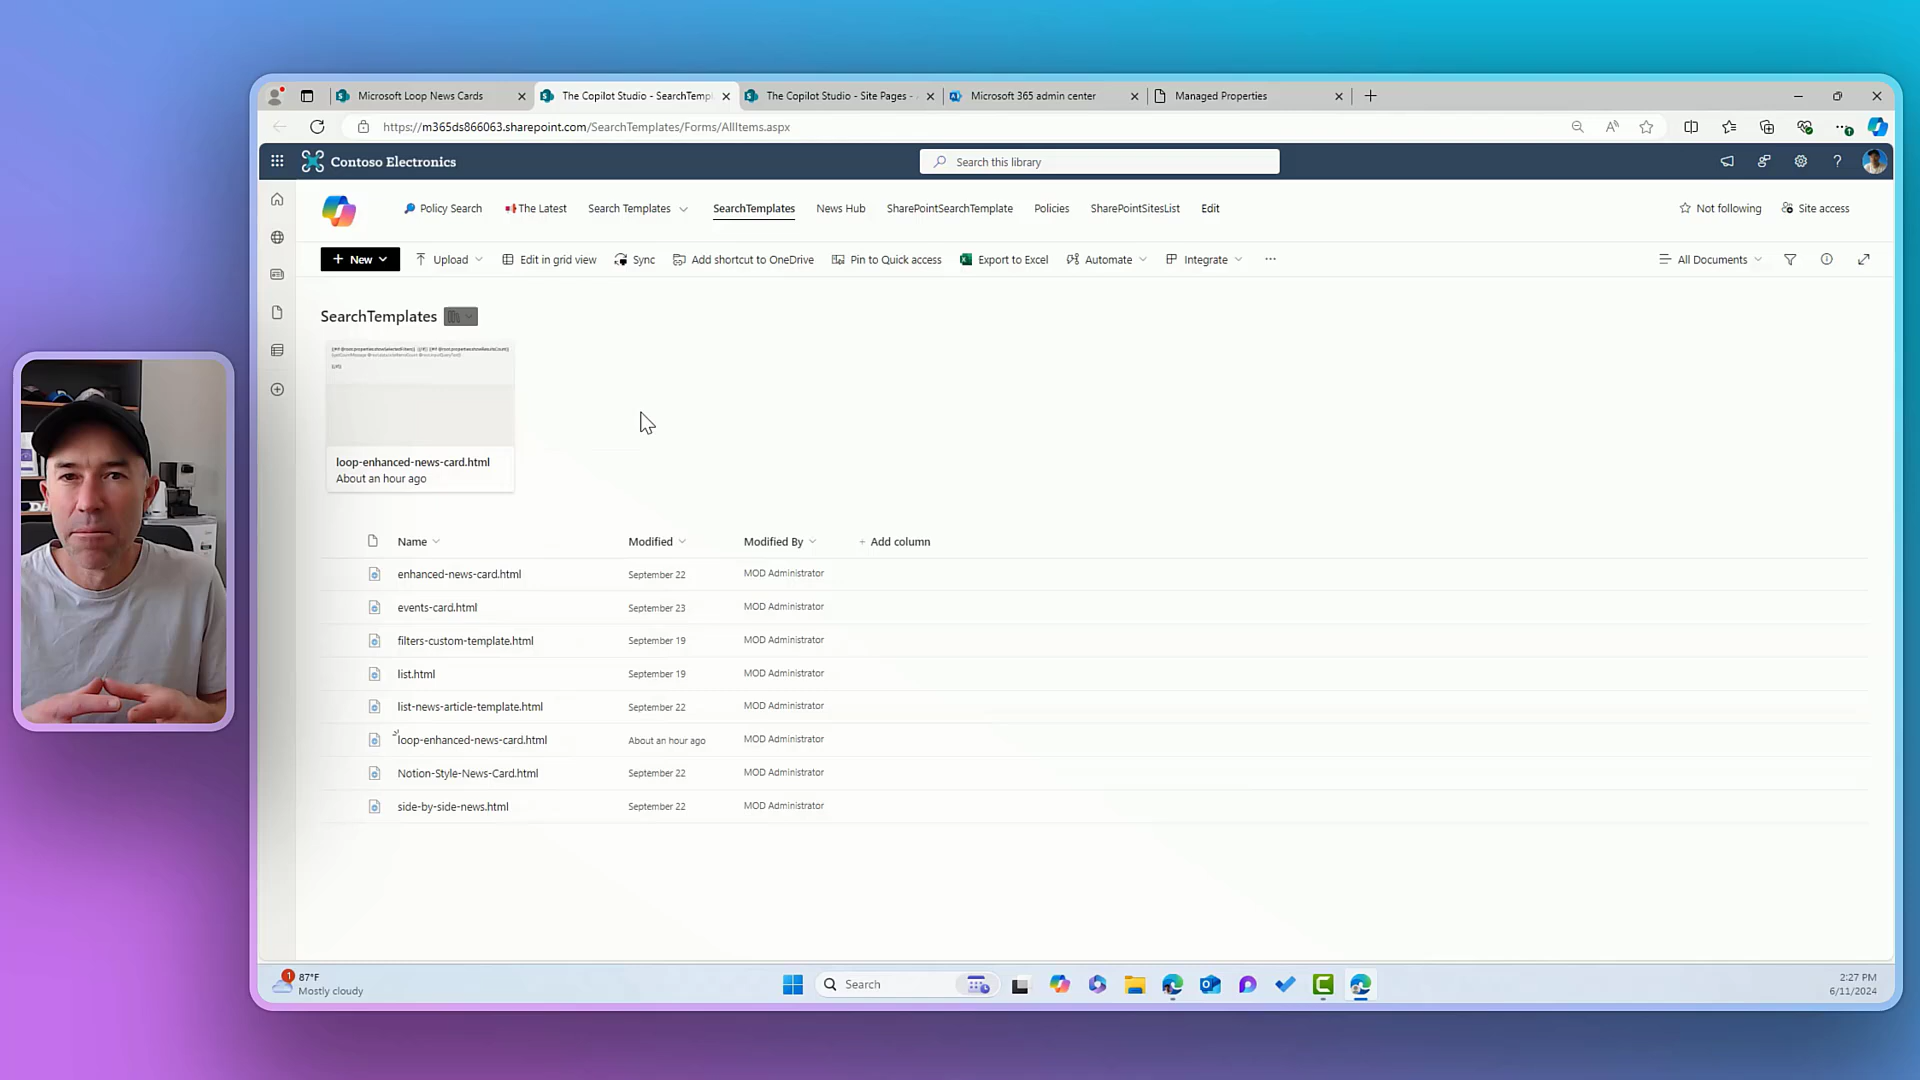 Microsoft Loop News Cards
The Copilot Studio - SearchTempl
The Copilot Studio - Site Pages -
Microsoft 365 admin center
Managed Properties
https://m365ds866063.sharepoint.com/SearchTemplates/Forms/AllItems.aspx
Contoso Electronics
Search this library
Policy Search
The Latest
Search Templates
SearchTemplates
News Hub
SharePointSearchTemplate
Policies
SharePointSitesList
Edit
Not following
Site access
New
Upload
Edit in grid view
Sync
Add shortcut to OneDrive
Pin to Quick access
Export to Excel
Automate
Integrate
All Documents
SearchTemplates
loop-enhanced-news-card.html
About an hour ago
Name
Modified
Modified By
+ Add column
enhanced-news-card.html
September 22
MOD Administrator
events-card.html
September 23
MOD Administrator
filters-custom-template.html
September 19
MOD Administrator
list.html
September 19
MOD Administrator
list-news-article-template.html
September 22
MOD Administrator
loop-enhanced-news-card.html
About an hour ago
MOD Administrator
Notion-Style-News-Card.html
September 22
MOD Administrator
side-by-side-news.html
September 22
MOD Administrator
1
87°F
Mostly cloudy
Search
2:27 PM
6/11/2024